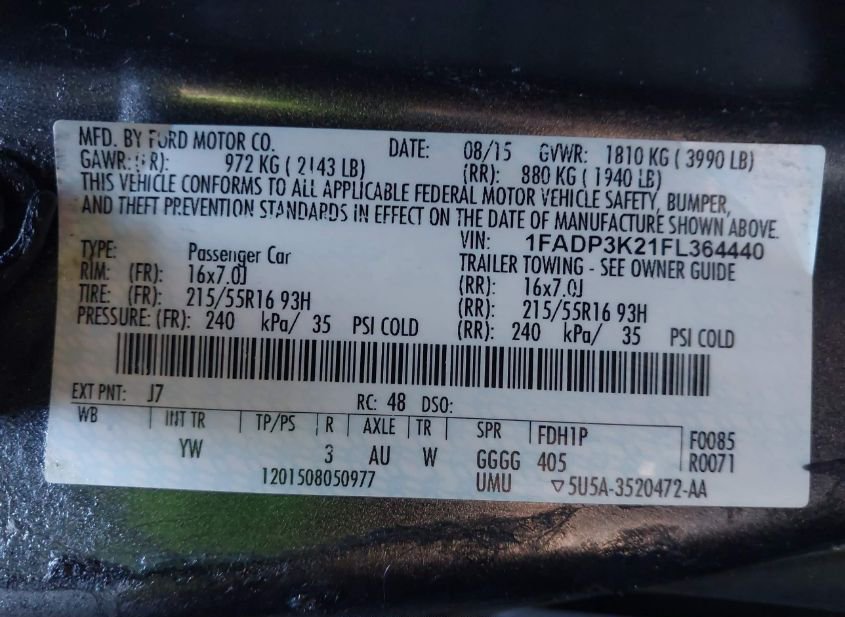 MFD. BY FORD MOTOR CO. DATE: 08/15 GVWR: 1810 KG ( 3990 LB)
GAWR:(FR): 972 KG ( 2143 LB) (RR): 880 KG ( 1940 LB)
THIS VEHICLE CONFORMS TO ALL APPLICABLE FEDERAL MOTOR VEHICLE SAFETY, BUMPER,
AND THEFT PREVENTION STANDARDS IN EFFECT ON THE DATE OF MANUFACTURE SHOWN ABOVE.
VIN: 1FADP3K21FL364440
TYPE: Passenger Car TRAILER TOWING - SEE OWNER GUIDE
RIM: (FR): 16x7.0J (RR): 16x7.0J
TIRE: (FR): 215/55R16 93H (RR): 215/55R16 93H
PRESSURE: (FR): 240 kPa/ 35 PSI COLD (RR): 240 kPa/ 35 PSI COLD
EXT PNT: J7 RC: 48 DSO:
WB INT TR TP/PS R AXLE TR SPR FDH1P F0085
YW 3 AU W GGGG 405 R0071
1201508050977 UMU ▽5U5A-3520472-AA